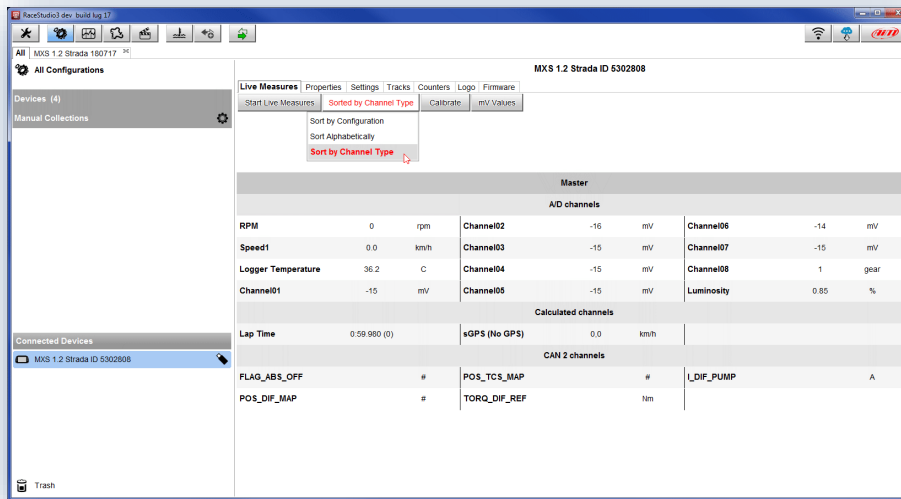 RaceStudio3 dev build lug 17
All MXS 1.2 Strada 180717
All Configurations
MXS 1.2 Strada ID 5302808
Live Measures Properties Settings Tracks Counters Logo Firmware
Devices (4)
Start Live Measures Sorted by Channel Type Calibrate mV Values
Manual Collections
Sort by Configuration
Sort Alphabetically
Sort by Channel Type
Master
A/D channels
RPM 0 rpm Channel02 -16 mV Channel06 -14 mV
Speed1 0.0 km/h Channel03 -15 mV Channel07 -15 mV
Logger Temperature 36.2 C Channel04 -15 mV Channel08 1 gear
Channel01 -15 mV Channel05 -15 mV Luminosity 0.85 %
Calculated channels
Lap Time 0:59.980 (0) sGPS (No GPS) 0.0 km/h
Connected Devices
CAN 2 channels
MXS 1.2 Strada ID 5302808
FLAG_ABS_OFF # POS_TCS_MAP # I_DIF_PUMP A
POS_DIF_MAP # TORQ_DIF_REF Nm
Trash